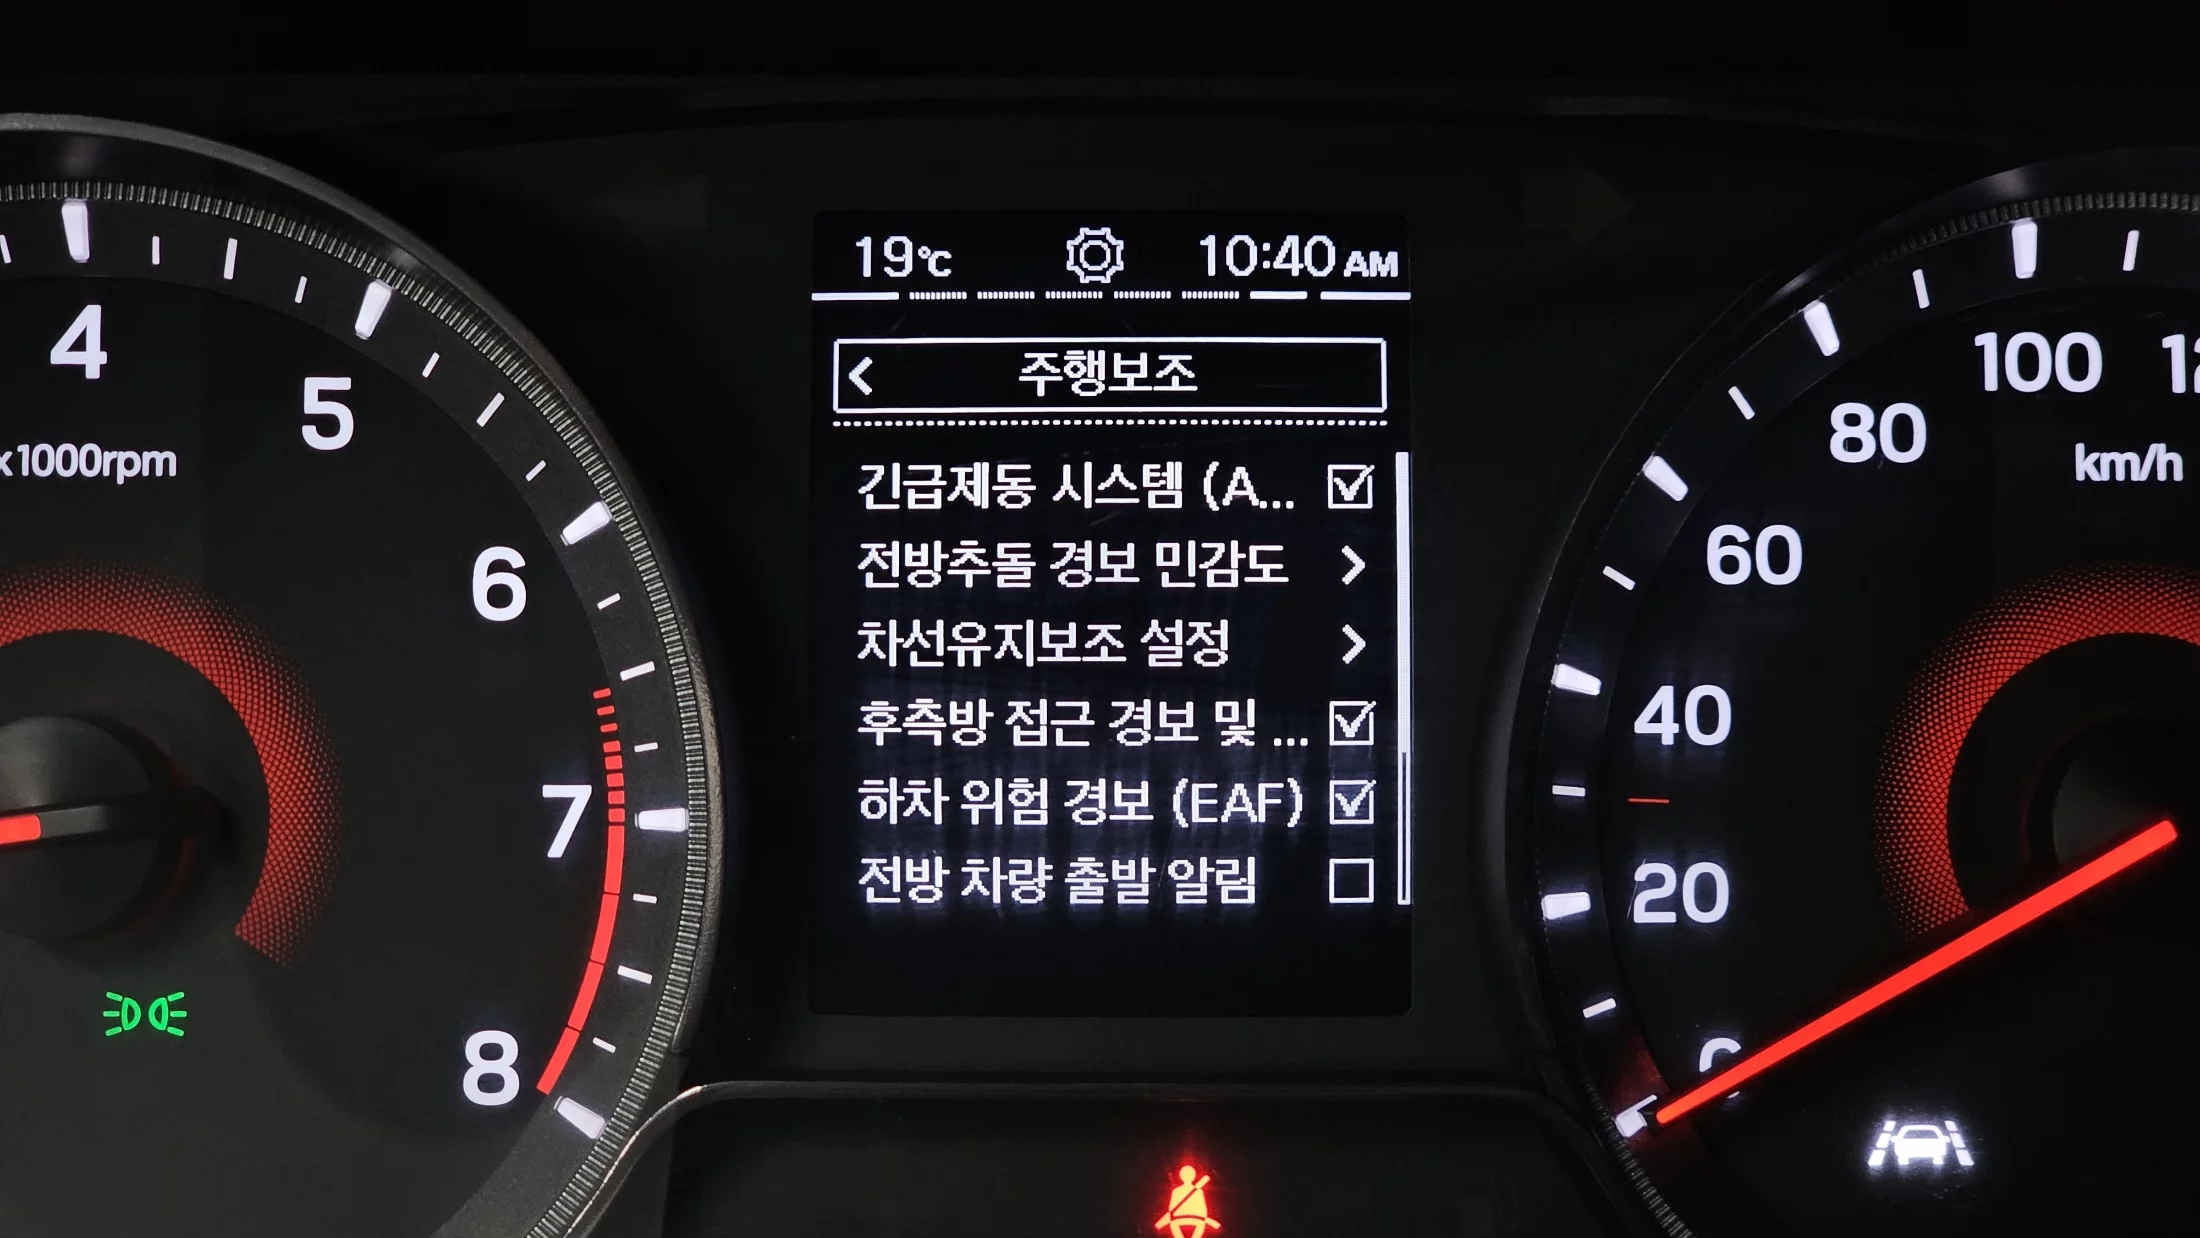 19℃ 10:40 AM
주행보조
긴급제동 시스템 (A...
전방추돌 경보 민감도
차선유지보조 설정
후측방 접근 경보 및 ...
하차 위험 경보 (EAF)
전방 차량 출발 알림
4
5
6
7
8
x1000rpm
0
20
40
60
80
100
km/h